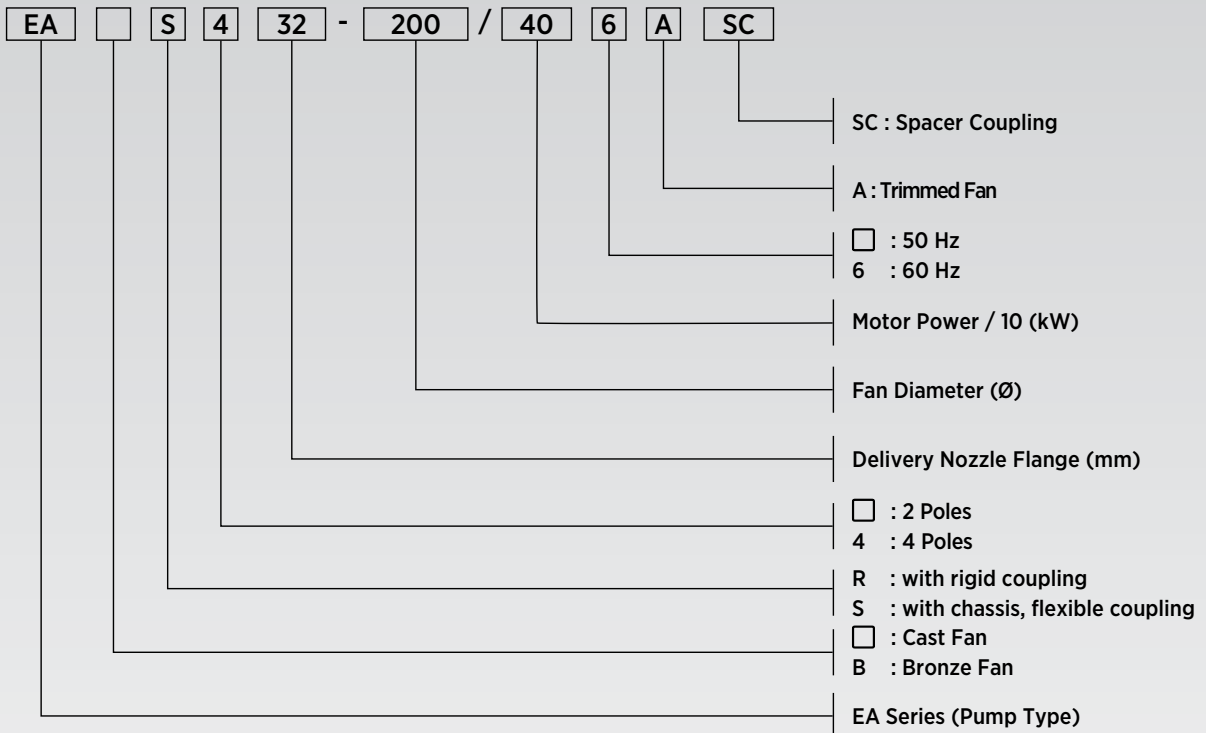 EA □ S 4 32 - 200 / 40 6 A SC
SC : Spacer Coupling
A : Trimmed Fan
□ : 50 Hz
6 : 60 Hz
Motor Power / 10 (kW)
Fan Diameter (Ø)
Delivery Nozzle Flange (mm)
□ : 2 Poles
4 : 4 Poles
R : with rigid coupling
S : with chassis, flexible coupling
□ : Cast Fan
B : Bronze Fan
EA Series (Pump Type)